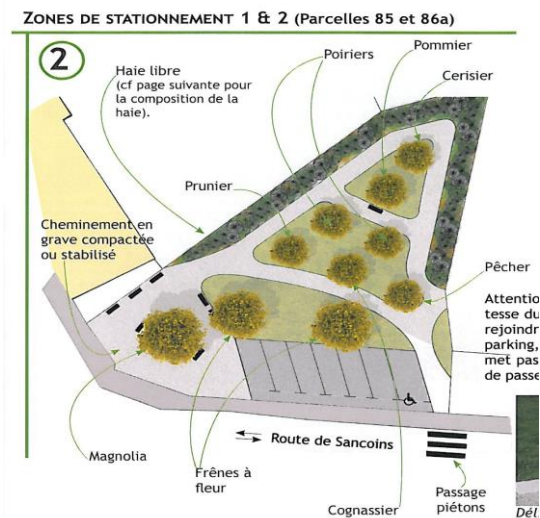 ZONES DE STATIONNEMENT 1 & 2 (Parcelles 85 et 86a)
2
Haie libre
(cf page suivante pour
la composition de la
haie).
Poiriers
Pommier
Cerisier
Prunier
Cheminement en
grave compactée
ou stabilisé
Pêcher
Attentio
tesse du
rejoindr
parking,
met pas
de passe
Magnolia
Frênes à
fleur
Route de Sancoins
Cognassier
Passage
piétons
Dél